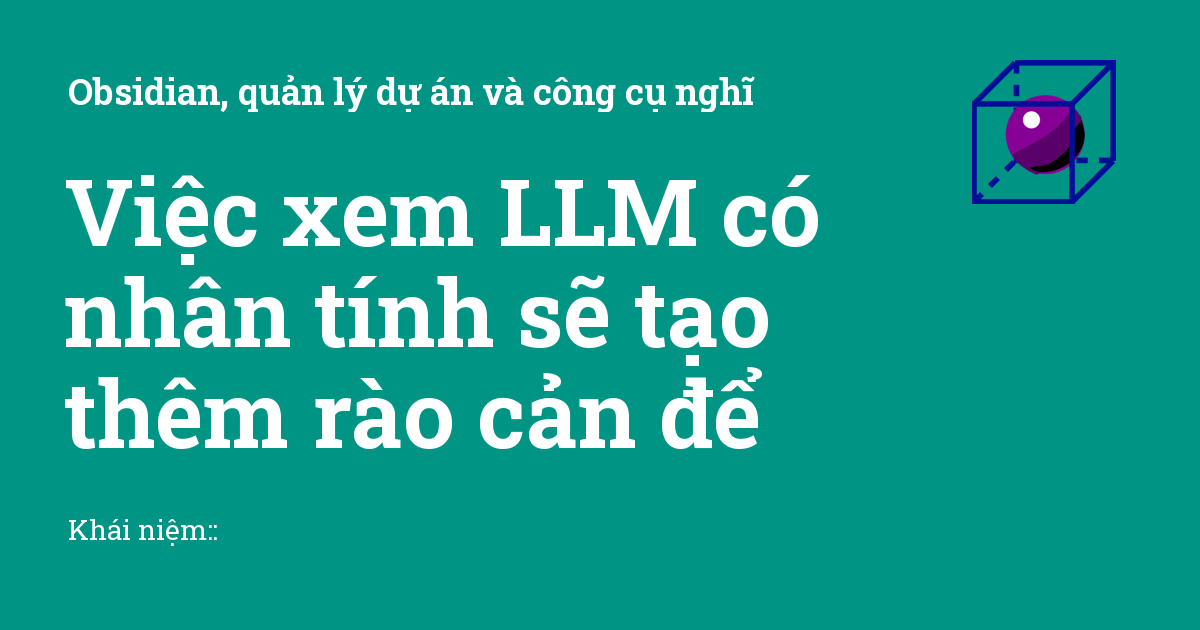 Obsidian, quản lý dự án và công cụ nghĩ
Việc xem LLM có
nhân tính sẽ tạo
thêm rào cản để
Khái niệm::